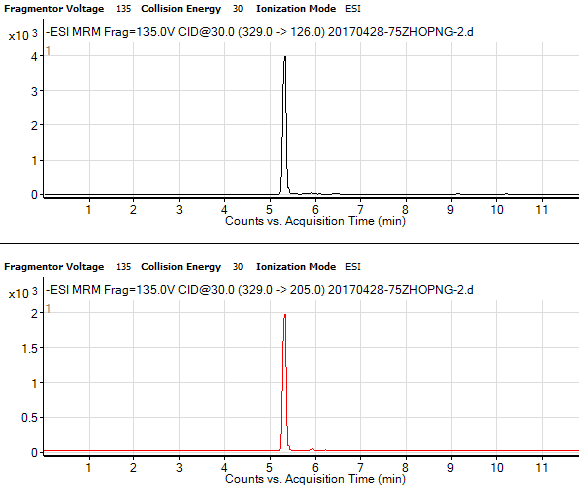 Fragmentor Voltage 135 Collision Energy 30 Ionization Mode ESI
x10 3
-ESI MRM Frag=135.0V CID@30.0 (329.0 -> 126.0) 20170428-75ZHOPNG-2.d
1
4
3
2
1
0
1 2 3 4 5 6 7 8 9 10 11
Counts vs. Acquisition Time (min)
Fragmentor Voltage 135 Collision Energy 30 Ionization Mode ESI
x10 3
-ESI MRM Frag=135.0V CID@30.0 (329.0 -> 205.0) 20170428-75ZHOPNG-2.d
1
2
1.5
1
0.5
0
1 2 3 4 5 6 7 8 9 10 11
Counts vs. Acquisition Time (min)